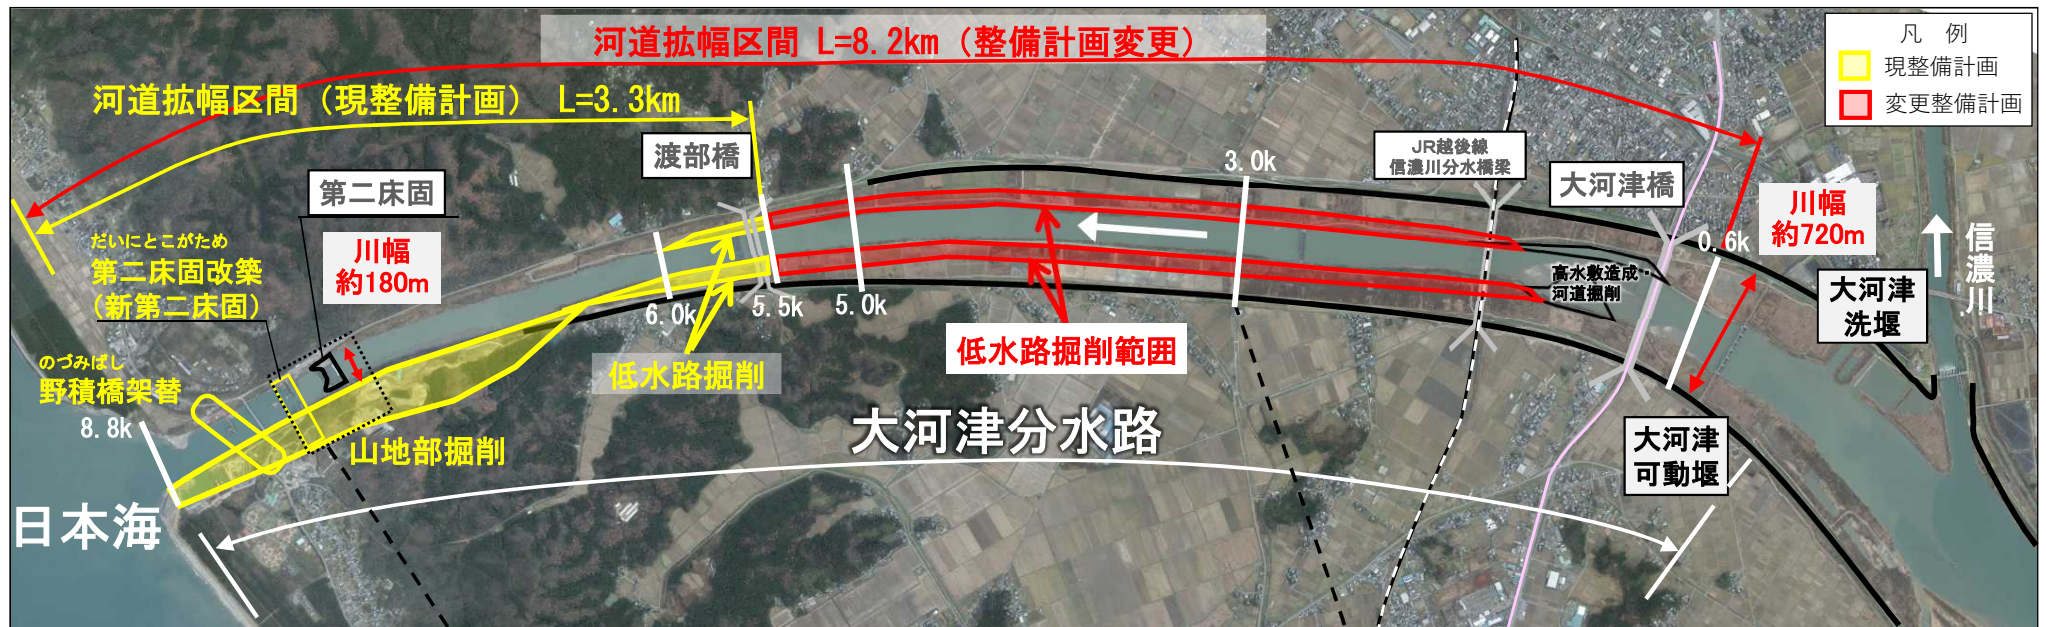 河道拡幅区間 L=8.2km（整備計画変更）
凡 例
現整備計画
変更整備計画
河道拡幅区間（現整備計画） L=3.3km
渡部橋
JR越後線
信濃川分水橋梁
3.0k
大河津橋
第二床固
川幅
約180m
川幅
約720m
信濃川
だいにとこがため
第二床固改築
（新第二床固）
0.6k
高水敷造成・
河道掘削
大河津
洗堰
6.0k
5.5k
5.0k
低水路掘削範囲
低水路掘削
のづみばし
野積橋架替
8.8k
山地部掘削
大河津分水路
大河津
可動堰
日本海